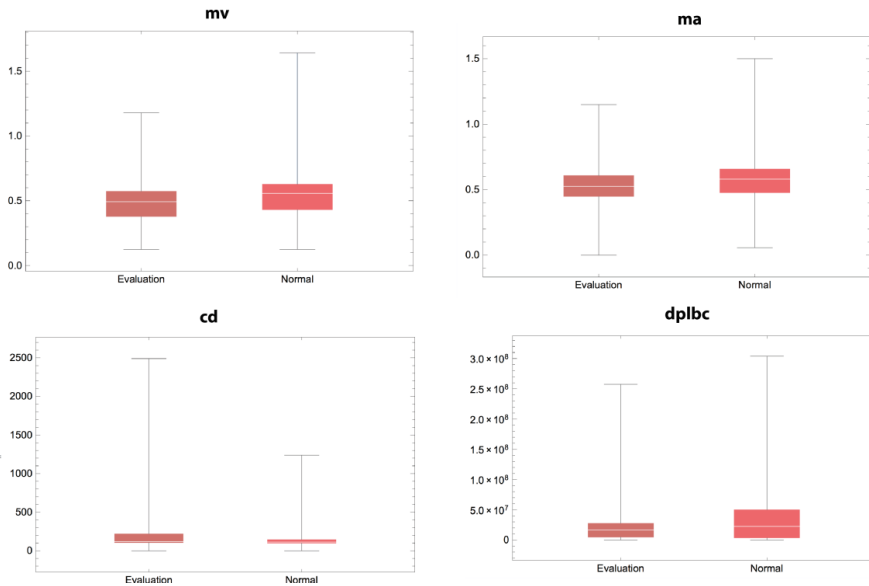 mv
1.5
1.0
0.5
0.0
Evaluation Normal
ma
1.5
1.0
0.5
0.0
Evaluation Normal
cd
2500
2000
1500
1000
500
0
Evaluation Normal
dplbc
3.0 × 10⁸
2.5 × 10⁸
2.0 × 10⁸
1.5 × 10⁸
1.0 × 10⁸
5.0 × 10⁷
0
Evaluation Normal